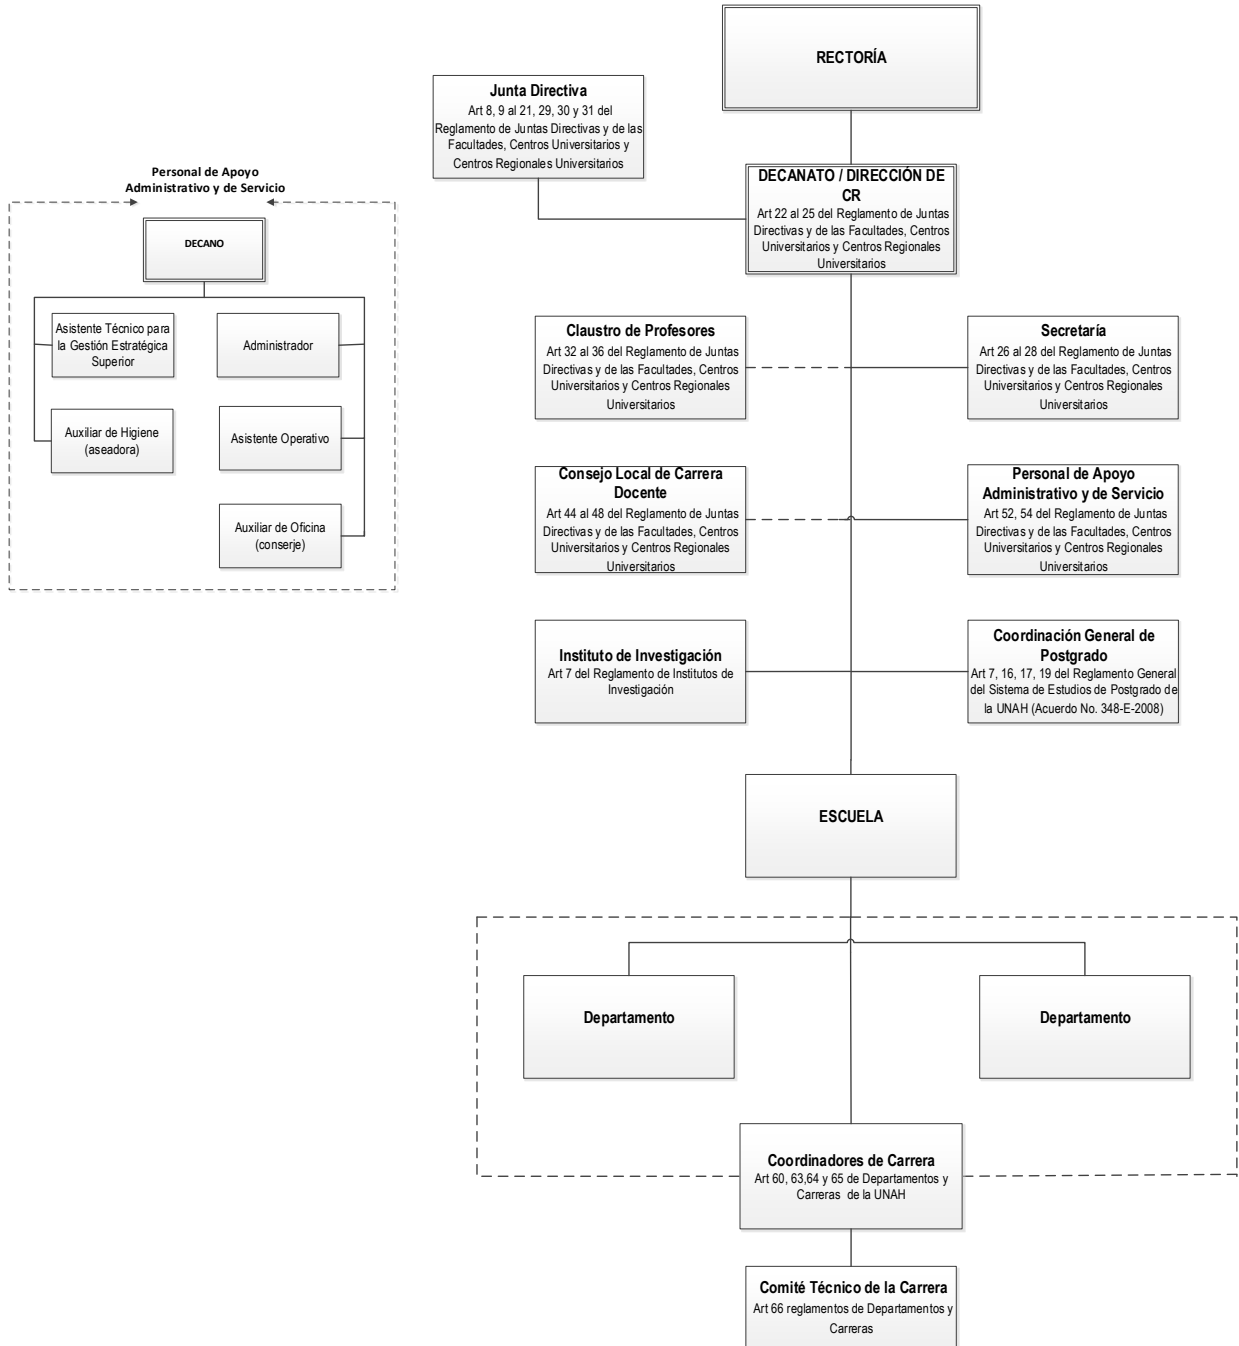 RECTORÍA
Junta Directiva
Art 8, 9 al 21, 29, 30 y 31 del
Reglamento de Juntas Directivas y de las
Facultades, Centros Universitarios y
Centros Regionales Universitarios
DECANATO / DIRECCIÓN DE
CR
Art 22 al 25 del Reglamento de Juntas
Directivas y de las Facultades, Centros
Universitarios y Centros Regionales
Universitarios
Personal de Apoyo
Administrativo y de Servicio
DECANO
Asistente Técnico para
la Gestión Estratégica
Superior
Administrador
Auxiliar de Higiene
(aseadora)
Asistente Operativo
Auxiliar de Oficina
(conserje)
Claustro de Profesores
Art 32 al 36 del Reglamento de Juntas
Directivas y de las Facultades, Centros
Universitarios y Centros Regionales
Universitarios
Secretaría
Art 26 al 28 del Reglamento de Juntas
Directivas y de las Facultades, Centros
Universitarios y Centros Regionales
Universitarios
Consejo Local de Carrera
Docente
Art 44 al 48 del Reglamento de Juntas
Directivas y de las Facultades, Centros
Universitarios y Centros Regionales
Universitarios
Personal de Apoyo
Administrativo y de Servicio
Art 52, 54 del Reglamento de Juntas
Directivas y de las Facultades, Centros
Universitarios y Centros Regionales
Universitarios
Instituto de Investigación
Art 7 del Reglamento de Institutos de
Investigación
Coordinación General de
Postgrado
Art 7, 16, 17, 19 del Reglamento General
del Sistema de Estudios de Postgrado de
la UNAH (Acuerdo No. 348-E-2008)
ESCUELA
Departamento
Departamento
Coordinadores de Carrera
Art 60, 63,64 y 65 de Departamentos y
Carreras de la UNAH
Comité Técnico de la Carrera
Art 66 reglamentos de Departamentos y
Carreras